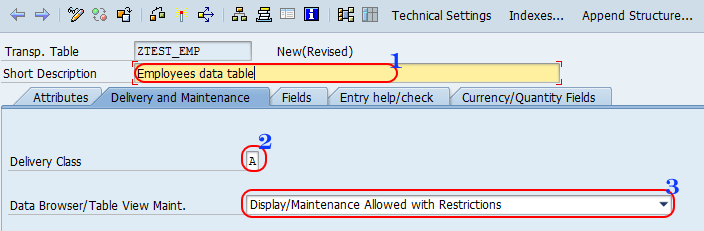 Technical Settings Indexes... Append Structure...
Transp. Table ZTEST_EMP New(Revised)
1
Short Description Employees data table
Attributes Delivery and Maintenance Fields Entry help/check Currency/Quantity Fields
2
Delivery Class A
3
Data Browser/Table View Maint. Display/Maintenance Allowed with Restrictions